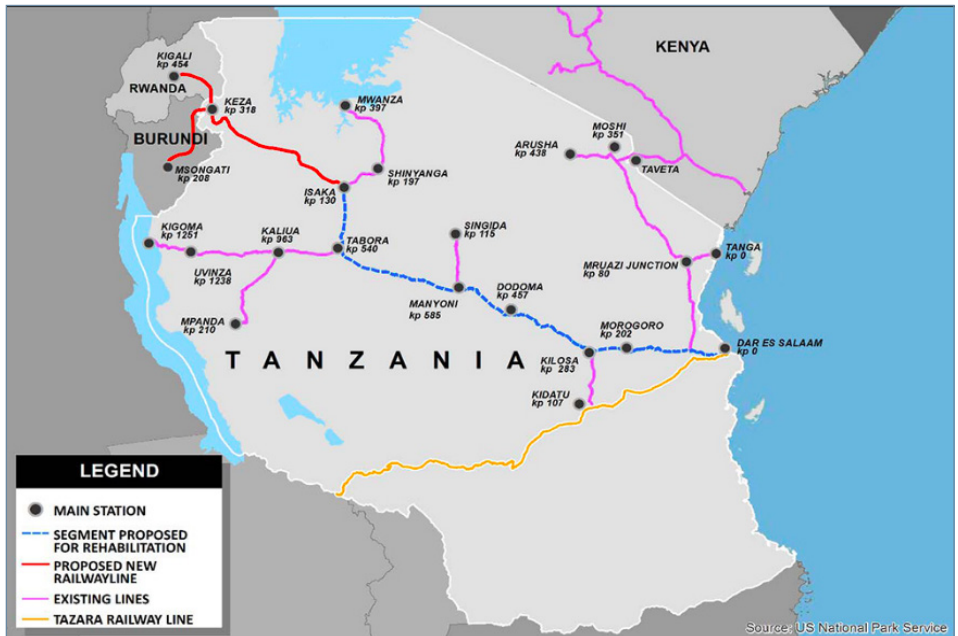 KENYA
KIGALI
kp 454
RWANDA
KEZA
kp 318
BURUNDI
MSONGATI
kp 208
MWANZA
kp 397
SHINYANGA
kp 197
ISAKA
kp 130
ARUSHA
kp 438
MOSHI
kp 351
TAVETA
KIGOMA
kp 1251
UVINZA
kp 1238
KALIUA
kp 963
TABORA
kp 540
MPANDA
kp 210
SINGIDA
kp 115
MANYONI
kp 585
DODOMA
kp 457
MRUAZI JUNCTION
kp 80
TANGA
kp 0
MOROGORO
kp 202
DAR ES SALAAM
kp 0
KILOSA
kp 283
KIDATU
kp 107
TANZANIA
LEGEND
MAIN STATION
SEGMENT PROPOSED
FOR REHABILITATION
PROPOSED NEW
RAILWAYLINE
EXISTING LINES
TAZARA RAILWAY LINE
Source: US National Park Service